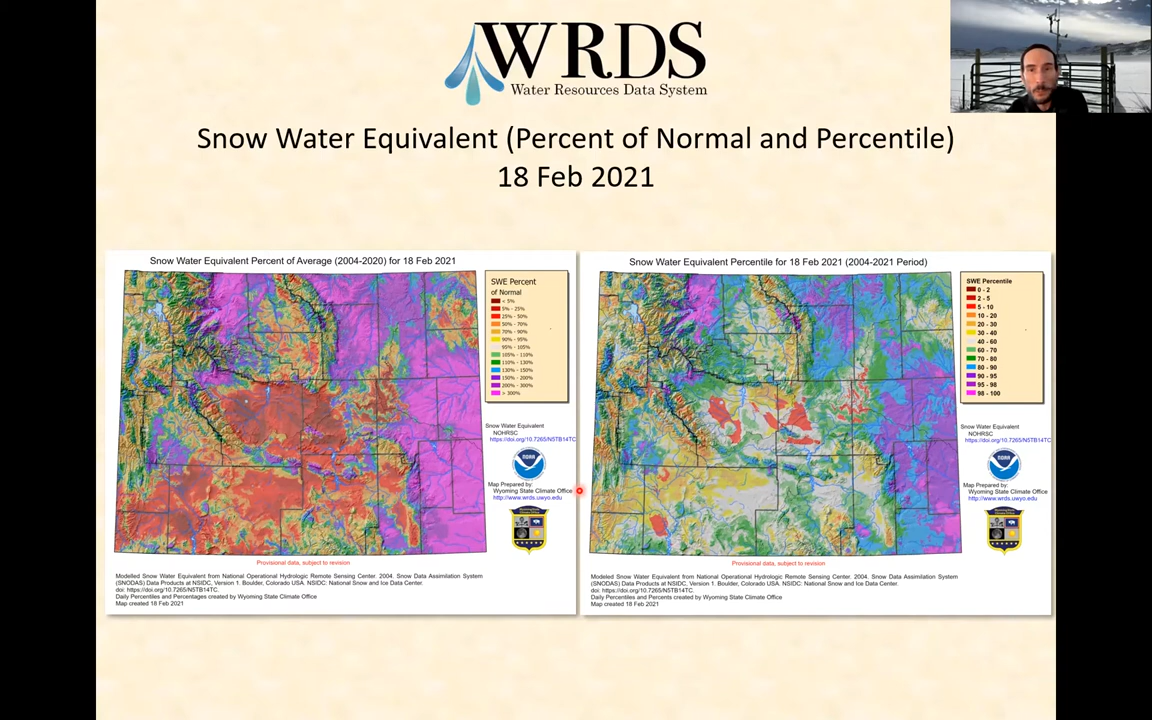 WRDS
Water Resources Data System
Snow Water Equivalent (Percent of Normal and Percentile)
18 Feb 2021
Snow Water Equivalent Percent of Average (2004-2020) for 18 Feb 2021
SWE Percent
of Normal
< 5%
5% - 25%
25% - 50%
50% - 70%
70% - 90%
90% - 95%
95% - 105%
105% - 110%
110% - 130%
130% - 150%
150% - 200%
200% - 300%
> 300%
Snow Water Equivalent
NOHRSC
https://doi.org/10.7265/N5TB14TC
NOAA
Map Prepared by:
Wyoming State Climate Office
http://www.wrds.uwyo.edu
Provisional data, subject to revision
Modelled Snow Water Equivalent from National Operational Hydrologic Remote Sensing Center. 2004. Snow Data Assimilation System
(SNODAS) Data Products at NSIDC, Version 1. Boulder, Colorado USA. NSIDC: National Snow and Ice Data Center.
doi: https://doi.org/10.7265/N5TB14TC.
Daily Percentiles and Percentages created by Wyoming State Climate Office
Map created 18 Feb 2021
Snow Water Equivalent Percentile for 18 Feb 2021 (2004-2021 Period)
SWE Percentile
0 - 2
2 - 5
5 - 10
10 - 20
20 - 30
30 - 40
40 - 60
60 - 70
70 - 80
80 - 90
90 - 95
95 - 98
98 - 100
Snow Water Equivalent
NOHRSC
https://doi.org/10.7265/N5TB14TC
NOAA
Map Prepared by:
Wyoming State Climate Office
http://www.wrds.uwyo.edu
Provisional data, subject to revision
Modeled Snow Water Equivalent from National Operational Hydrologic Remote Sensing Center. 2004. Snow Data Assimilation System
(SNODAS) Data Products at NSIDC, Version 1. Boulder, Colorado USA. NSIDC: National Snow and Ice Data Center.
doi: https://doi.org/10.7265/N5TB14TC.
Daily Percentiles and Percents created by Wyoming State Climate Office
Map created 18 Feb 2021